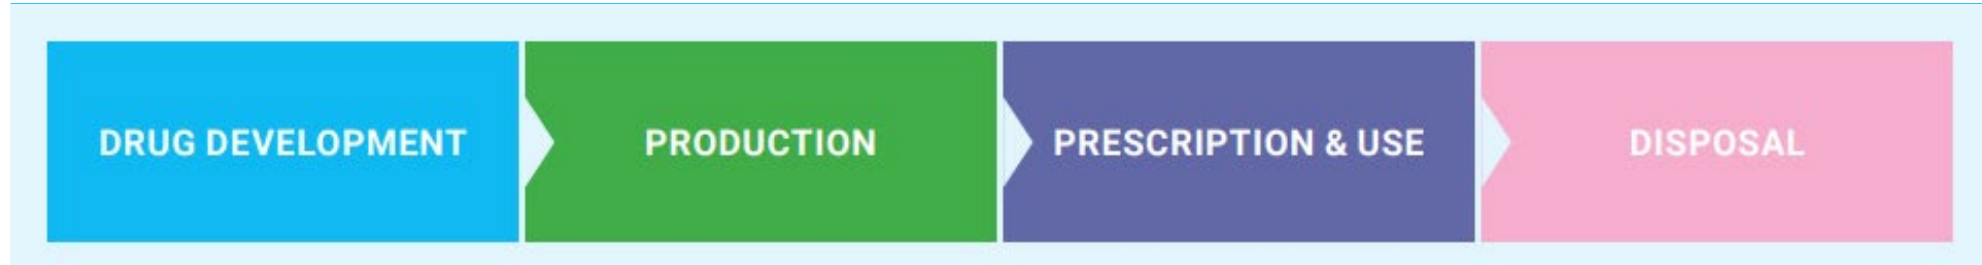 DRUG DEVELOPMENT
PRODUCTION
PRESCRIPTION & USE
DISPOSAL